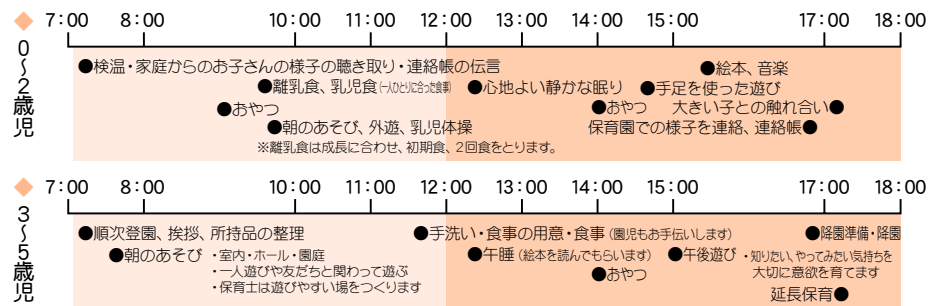 7:00 8:00 10:00 11:00 12:00 13:00 14:00 15:00 17:00 18:00
◆0〜2歳児
●検温・家庭からのお子さんの様子の聴き取り・連絡帳の伝言 ●絵本、音楽
●離乳食、乳児食(一人ひとりに合った食事) ●心地よい静かな眠り ●手足を使った遊び
●おやつ ●おやつ 大きい子との触れ合い●
●朝のあそび、外遊、乳児体操 保育園での様子を連絡、連絡帳●
※離乳食は成長に合わせ、初期食、2回食をとります。
7:00 8:00 10:00 11:00 12:00 13:00 14:00 15:00 17:00 18:00
◆3〜5歳児
●順次登園、挨拶、所持品の整理 ●手洗い・食事の用意・食事(園児もお手伝いします) ●降園準備・降園
●朝のあそび ・室内・ホール・園庭 ●午睡(絵本を読んでもらいます) ●午後遊び ・知りたい、やってみたい気持ちを
・一人遊びや友だちと関わって遊ぶ ●おやつ 大切に意欲を育てます
・保育士は遊びやすい場をつくります 延長保育●